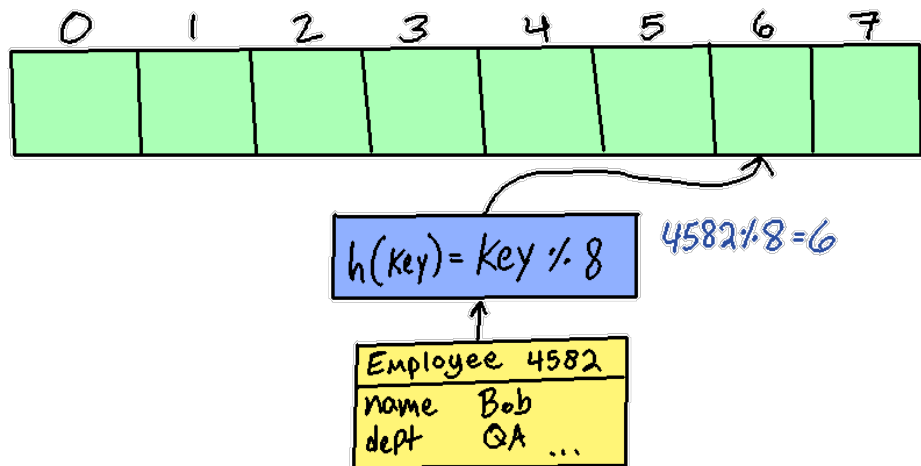 0 1 2 3 4 5 6 7
h(key) = key % 8
4582%8=6
Employee 4582
name Bob
dept QA ...